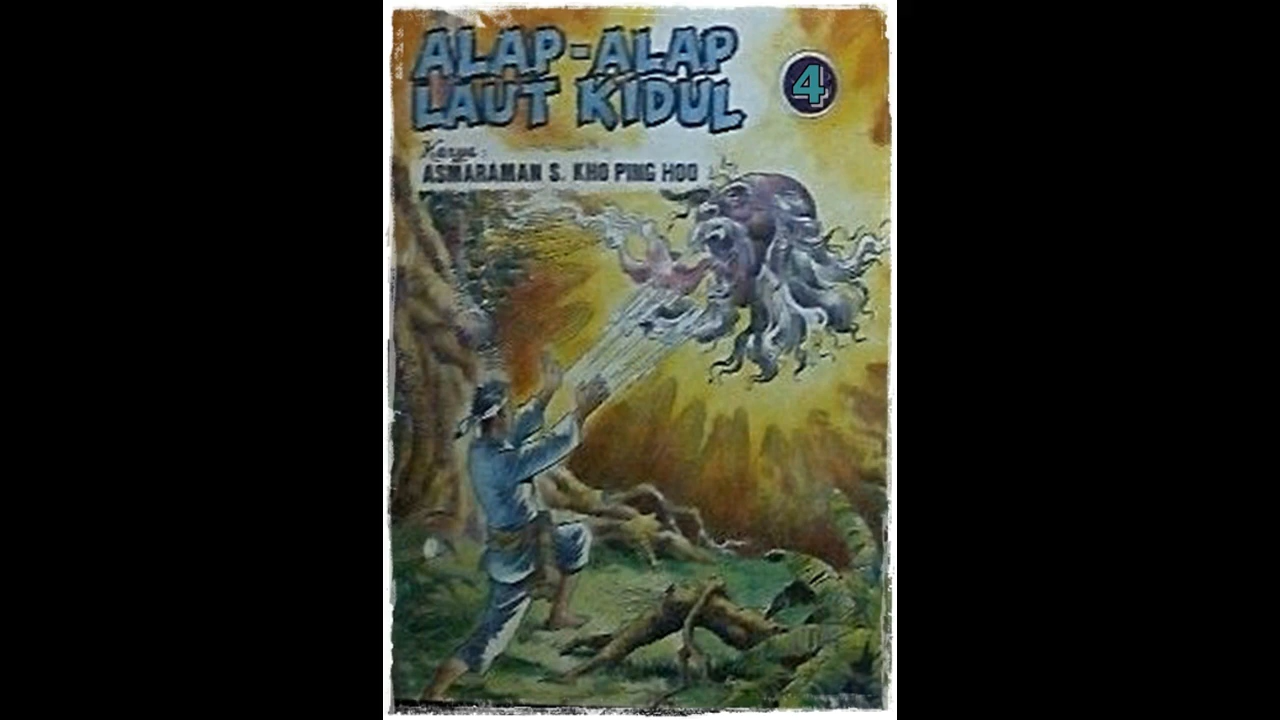 ALAP-ALAP
LAUT KIDUL
4
Karya :
ASMARAMAN S. KHO PING HOO